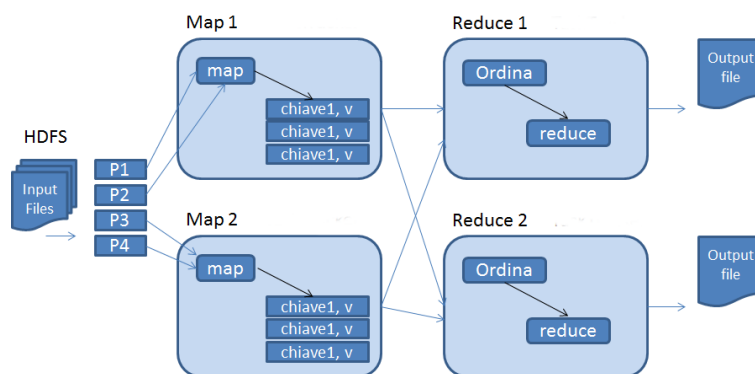 Map 1
Reduce 1
map
chiave1, v
chiave1, v
chiave1, v
Ordina
reduce
Output
file
HDFS
Input
Files
P1
P2
P3
P4
Map 2
Reduce 2
map
chiave1, v
chiave1, v
chiave1, v
Ordina
reduce
Output
file